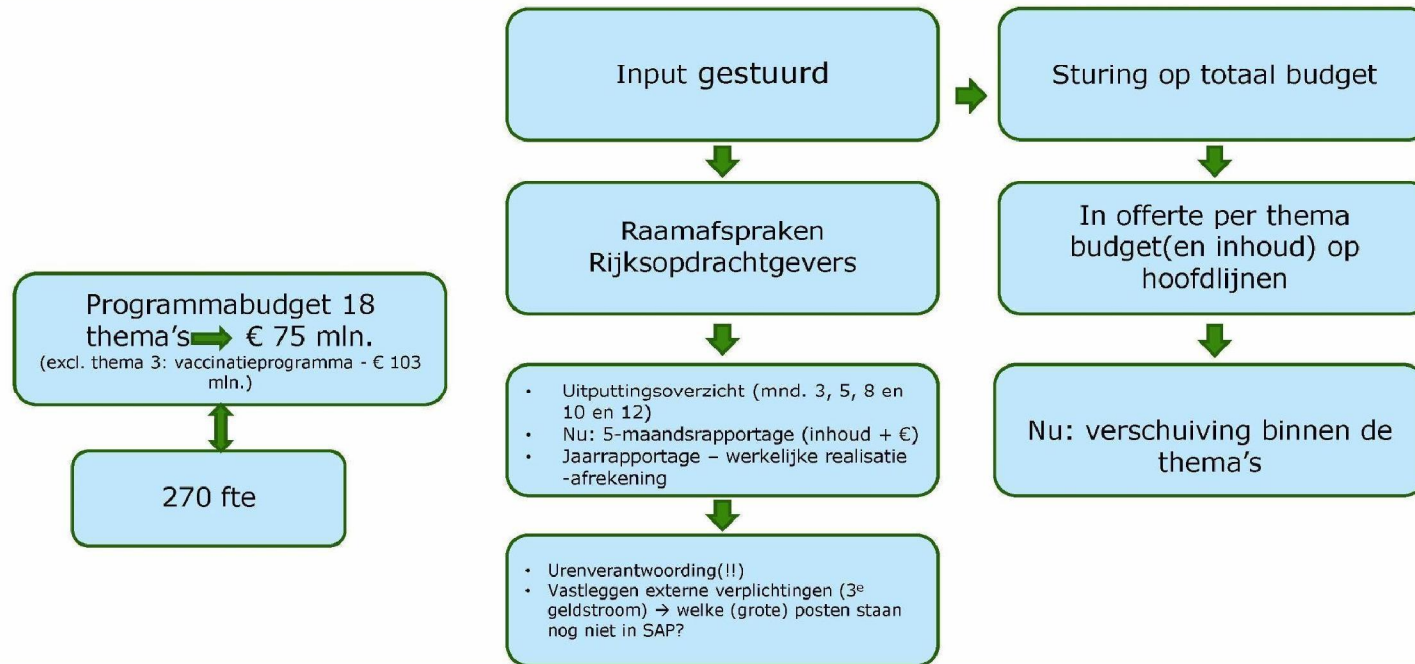 Input gestuurd
Sturing op totaal budget
Raamafspraken
Rijksopdrachtgevers
In offerte per thema
budget(en inhoud) op
hoofdlijnen
Programmabudget 18
thema's € 75 mln.
(excl. thema 3: vaccinatieprogramma - € 103
mln.)
270 fte
• Uitputtingsoverzicht (mnd. 3, 5, 8 en
10 en 12)
• Nu: 5-maandsrapportage (inhoud + €)
• Jaarrapportage – werkelijke realisatie
-afrekening
Nu: verschuiving binnen de
thema's
• Urenverantwoording(!!)
• Vastleggen externe verplichtingen (3e
geldstroom) → welke (grote) posten staan
nog niet in SAP?